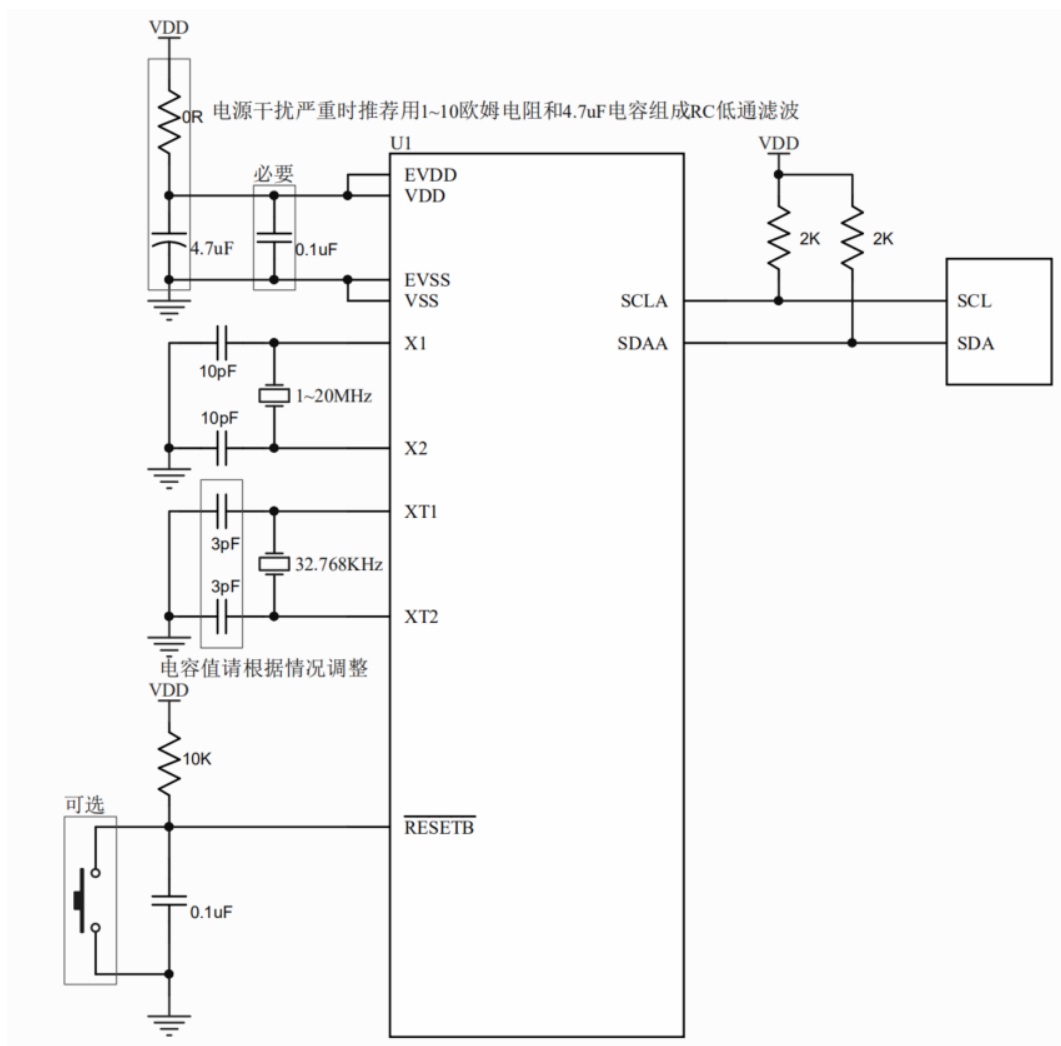 VDD
0R
电源干扰严重时推荐用1~10欧姆电阻和4.7uF电容组成RC低通滤波
U1
必要
EVDD
VDD
4.7uF
0.1uF
EVSS
VSS
VDD
2K
2K
SCLA
SCL
SDAA
SDA
X1
10pF
1~20MHz
10pF
X2
XT1
3pF
32.768KHz
3pF
XT2
电容值请根据情况调整
VDD
10K
可选
RESETB
0.1uF